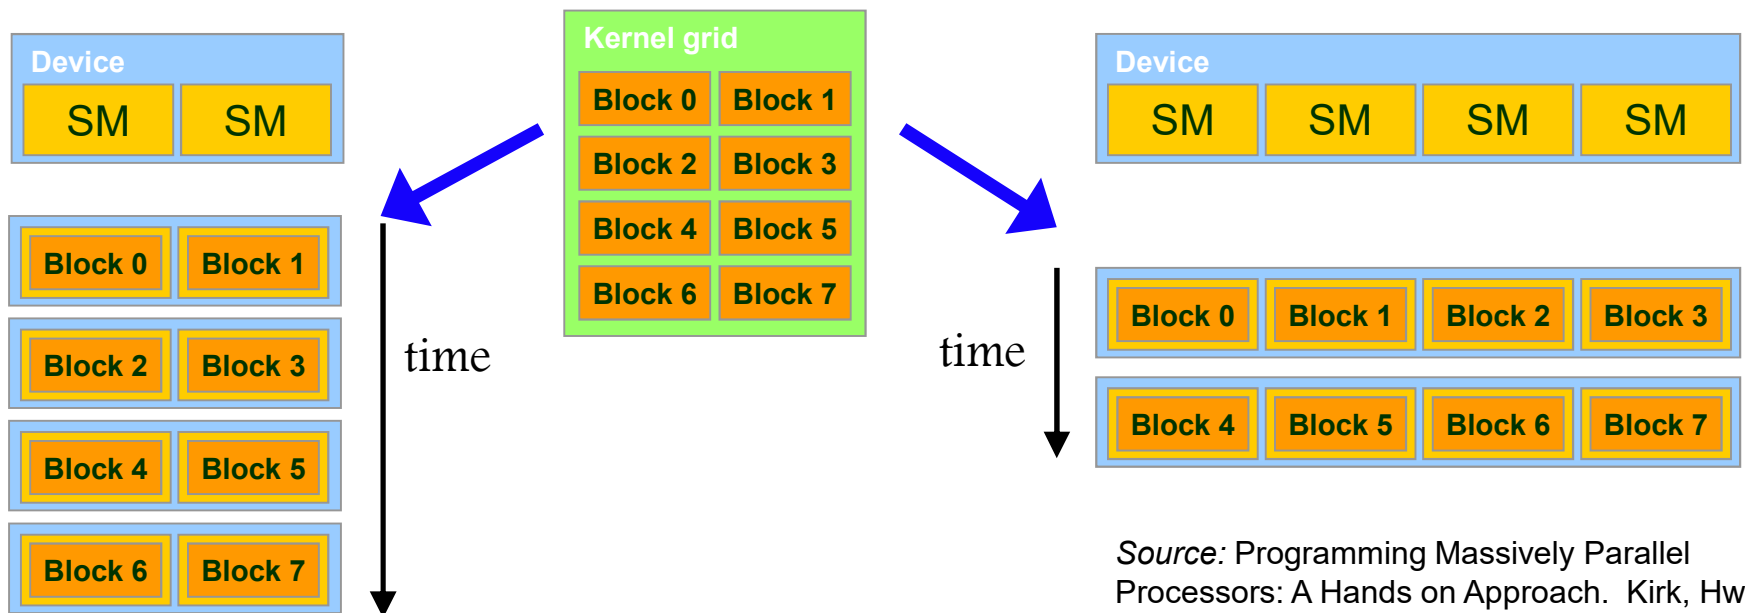 Device
SM SM
Block 0 Block 1
Block 2 Block 3
Block 4 Block 5
Block 6 Block 7
time
Kernel grid
Block 0 Block 1
Block 2 Block 3
Block 4 Block 5
Block 6 Block 7
time
Device
SM SM SM SM
Block 0 Block 1 Block 2 Block 3
Block 4 Block 5 Block 6 Block 7
Source: Programming Massively Parallel
Processors: A Hands on Approach. Kirk, Hw